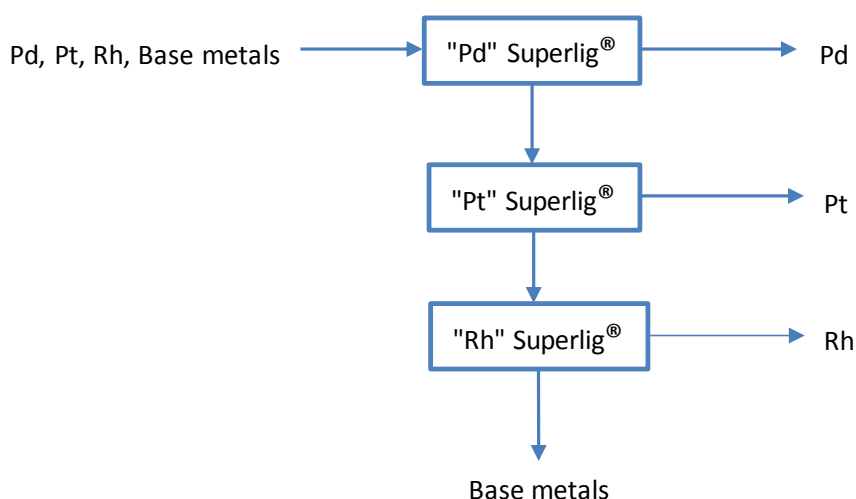 Pd, Pt, Rh, Base metals
"Pd" Superlig®
Pd
"Pt" Superlig®
Pt
"Rh" Superlig®
Rh
Base metals